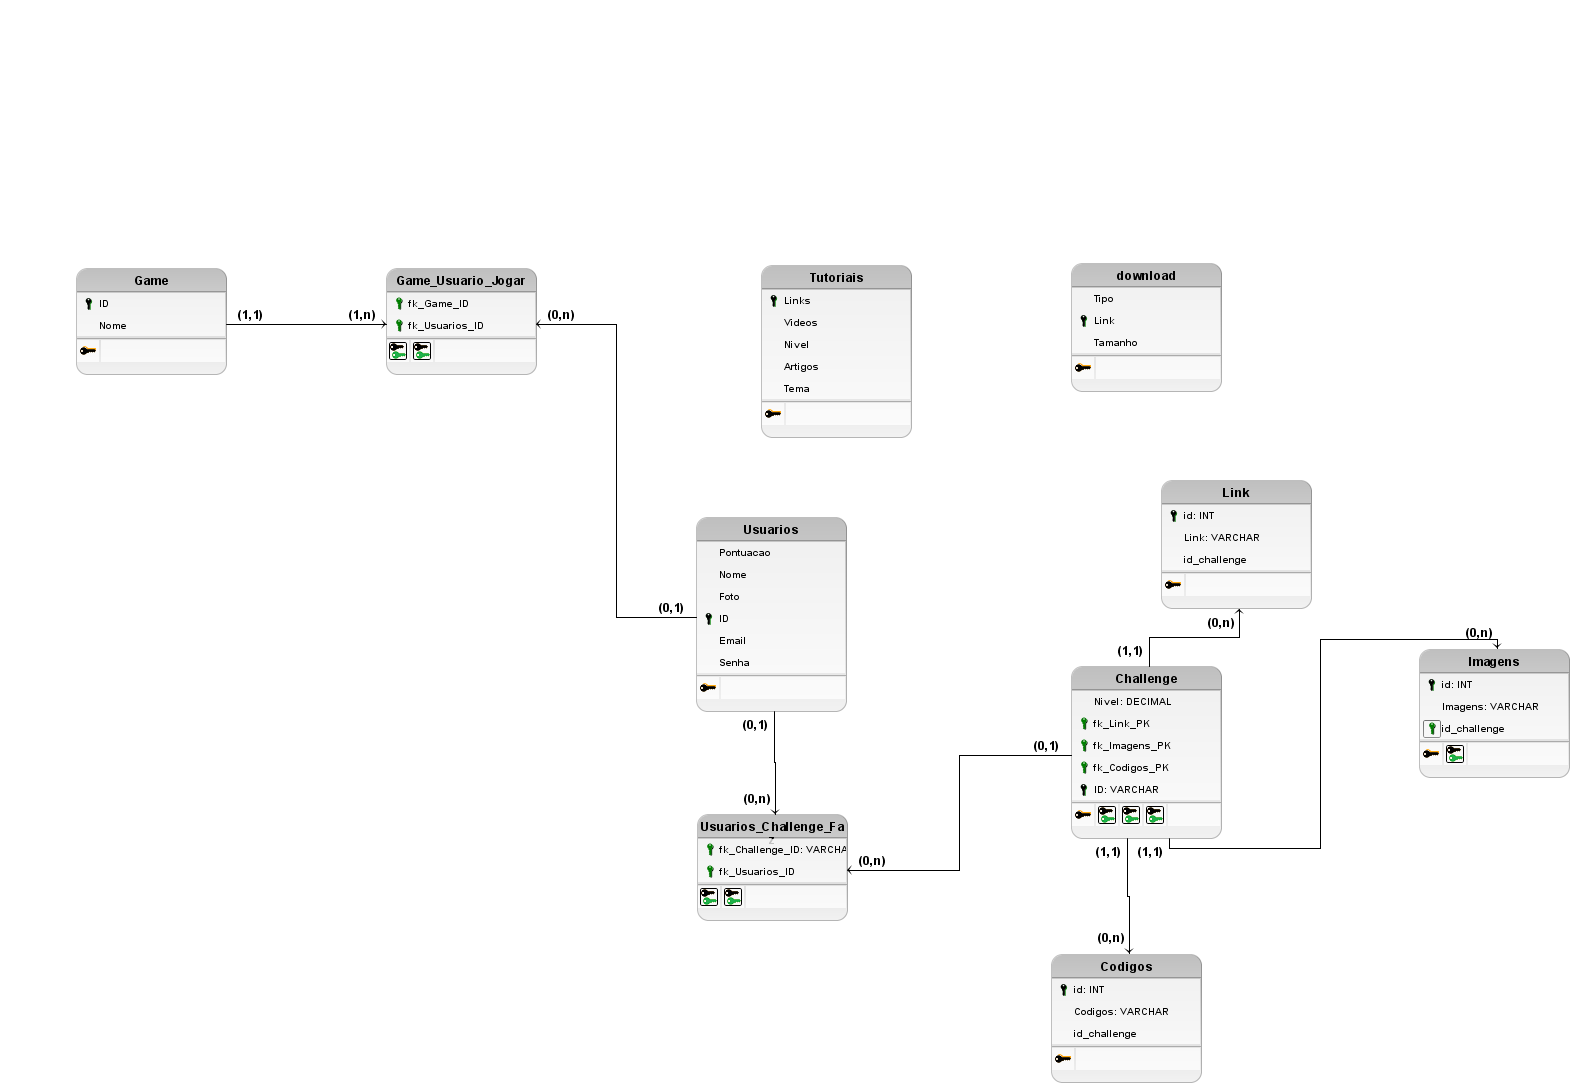 Game
ID
Nome
(1,1)
(1,n)
Game_Usuario_Jogar
fk_Game_ID
fk_Usuarios_ID
(0,n)
Tutoriais
Links
Videos
Nivel
Artigos
Tema
download
Tipo
Link
Tamanho
Usuarios
Pontuacao
Nome
Foto
ID
Email
Senha
(0,1)
(0,1)
(0,n)
Usuarios_Challenge_Fa
z
fk_Challenge_ID: VARCHA
fk_Usuarios_ID
(0,n)
(0,1)
Link
id: INT
Link: VARCHAR
id_challenge
(0,n)
(1,1)
Challenge
Nivel: DECIMAL
fk_Link_PK
fk_Imagens_PK
fk_Codigos_PK
ID: VARCHAR
(1,1)
(1,1)
(0,n)
Imagens
id: INT
Imagens: VARCHAR
id_challenge
(0,n)
Codigos
id: INT
Codigos: VARCHAR
id_challenge